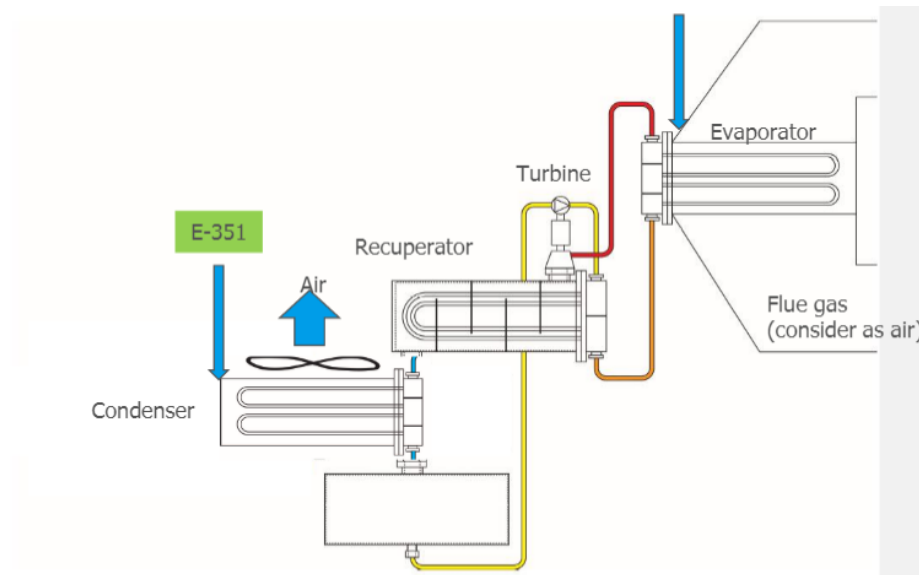 Evaporator
Turbine
E-351
Recuperator
Air
Flue gas
(consider as air)
Condenser